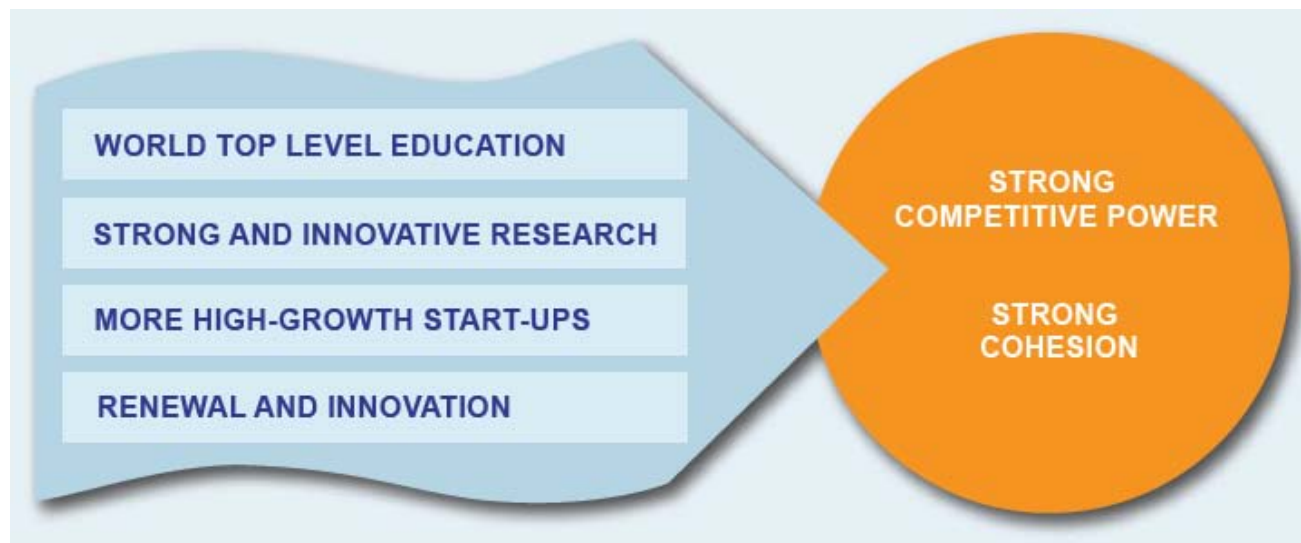 WORLD TOP LEVEL EDUCATION
STRONG AND INNOVATIVE RESEARCH
MORE HIGH-GROWTH START-UPS
RENEWAL AND INNOVATION
STRONG
COMPETITIVE POWER
STRONG
COHESION